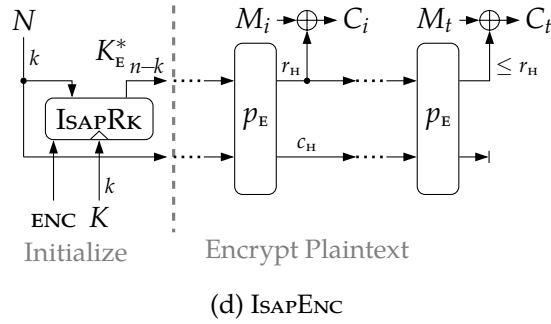 N M_i C_i M_t C_t
k K_E^* n–k r_H ≤ r_H
IsapRk p_E p_E
c_H
k
ENC K
Initialize Encrypt Plaintext
(d) IsapEnc